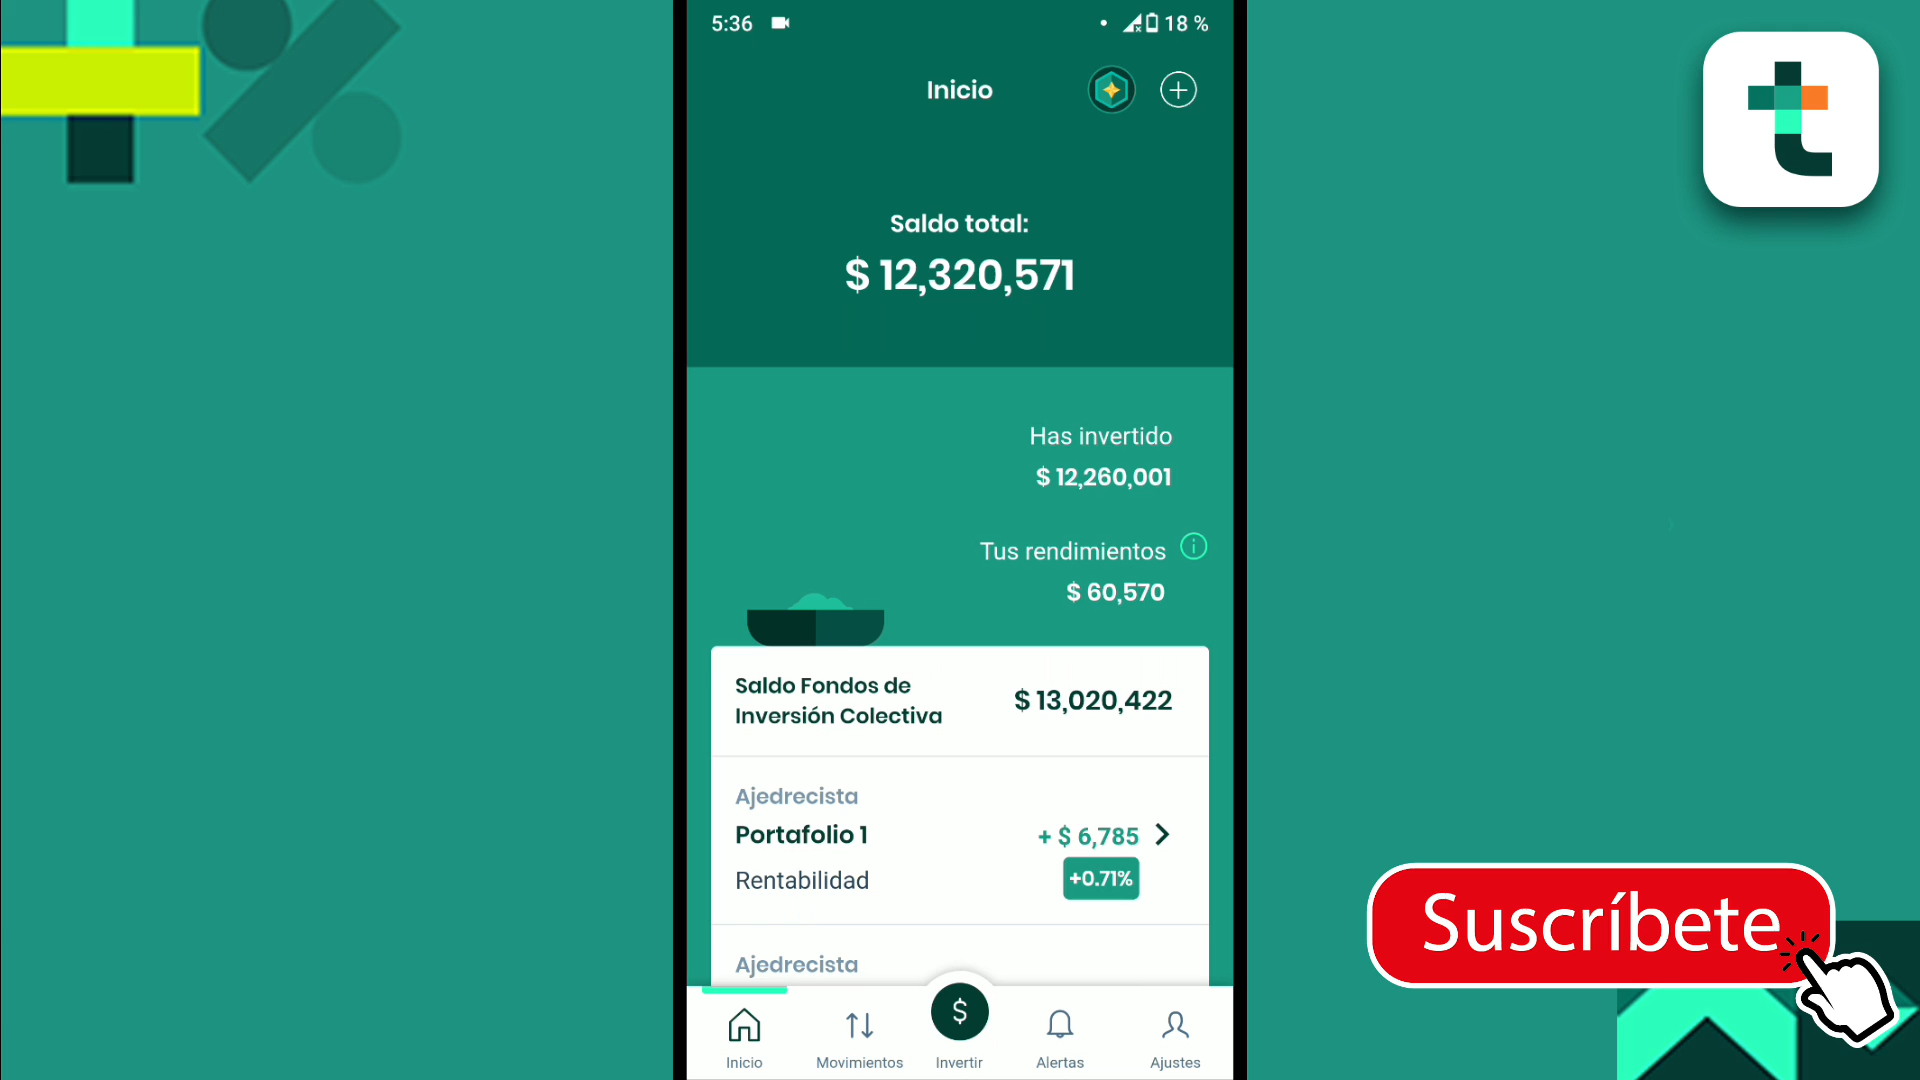 5:36
18 %
Inicio
Saldo total:
$ 12,320,571
Has invertido
$ 12,260,001
Tus rendimientos
$ 60,570
Saldo Fondos de
Inversión Colectiva
$ 13,020,422
Ajedrecista
Portafolio 1
+ $ 6,785
Rentabilidad
+0.71%
Ajedrecista
Inicio
Movimientos
$
Invertir
Alertas
Ajustes
t
Suscríbete